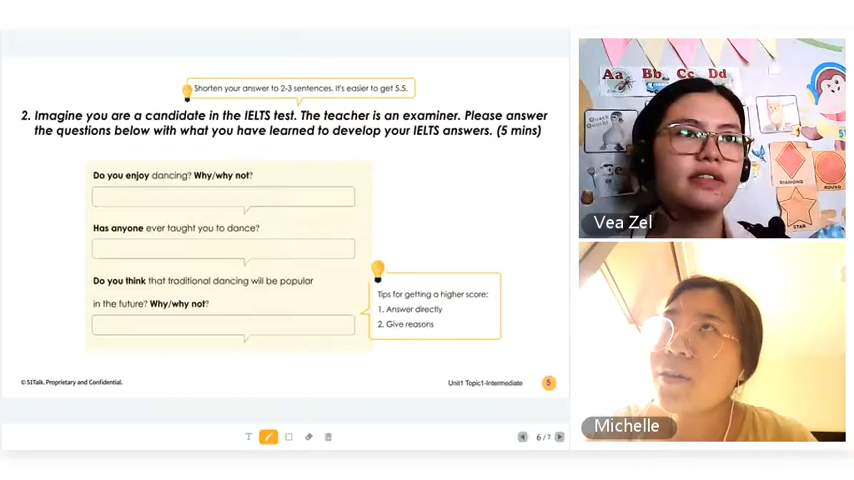 Shorten your answer to 2-3 sentences. It's easier to get 5.5.
2. Imagine you are a candidate in the IELTS test. The teacher is an examiner. Please answer
the questions below with what you have learned to develop your IELTS answers. (5 mins)
Do you enjoy dancing? Why/why not?
Has anyone ever taught you to dance?
Do you think that traditional dancing will be popular
in the future? Why/why not?
Tips for getting a higher score:
1. Answer directly
2. Give reasons
© 51Talk. Proprietary and Confidential.
Unit1 Topic1-Intermediate
5
T
6/7
Aa Bb Cc Dd
Quack Quack!
DIAMOND
ROUND
STAR
Vea Zel
Michelle